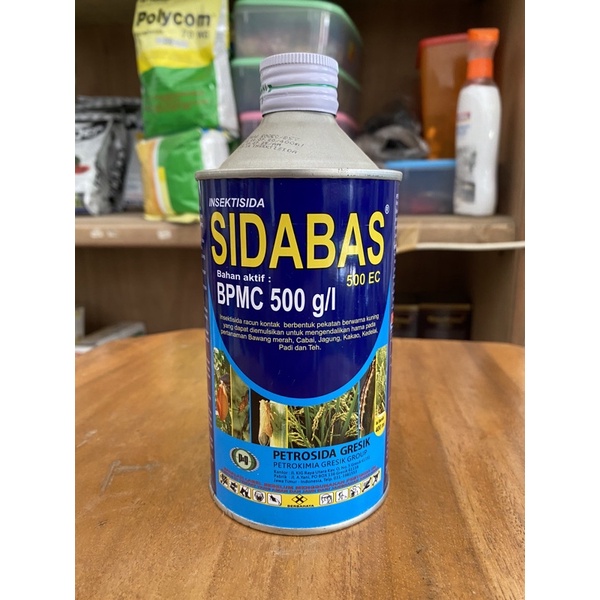 Polycom
INSEKTISIDA
SIDABAS®
500 EC
Bahan aktif :
BPMC 500 g/l
Insektisida racun kontak berbentuk pekatan berwarna kuning
yang dapat diemulsikan untuk mengendalikan hama pada
pertanaman Bawang merah, Cabai, Jagung, Kakao, Kedelai,
Padi dan Teh.
PETROSIDA GRESIK
PETROKIMIA GRESIK GROUP
BERBAHAYA